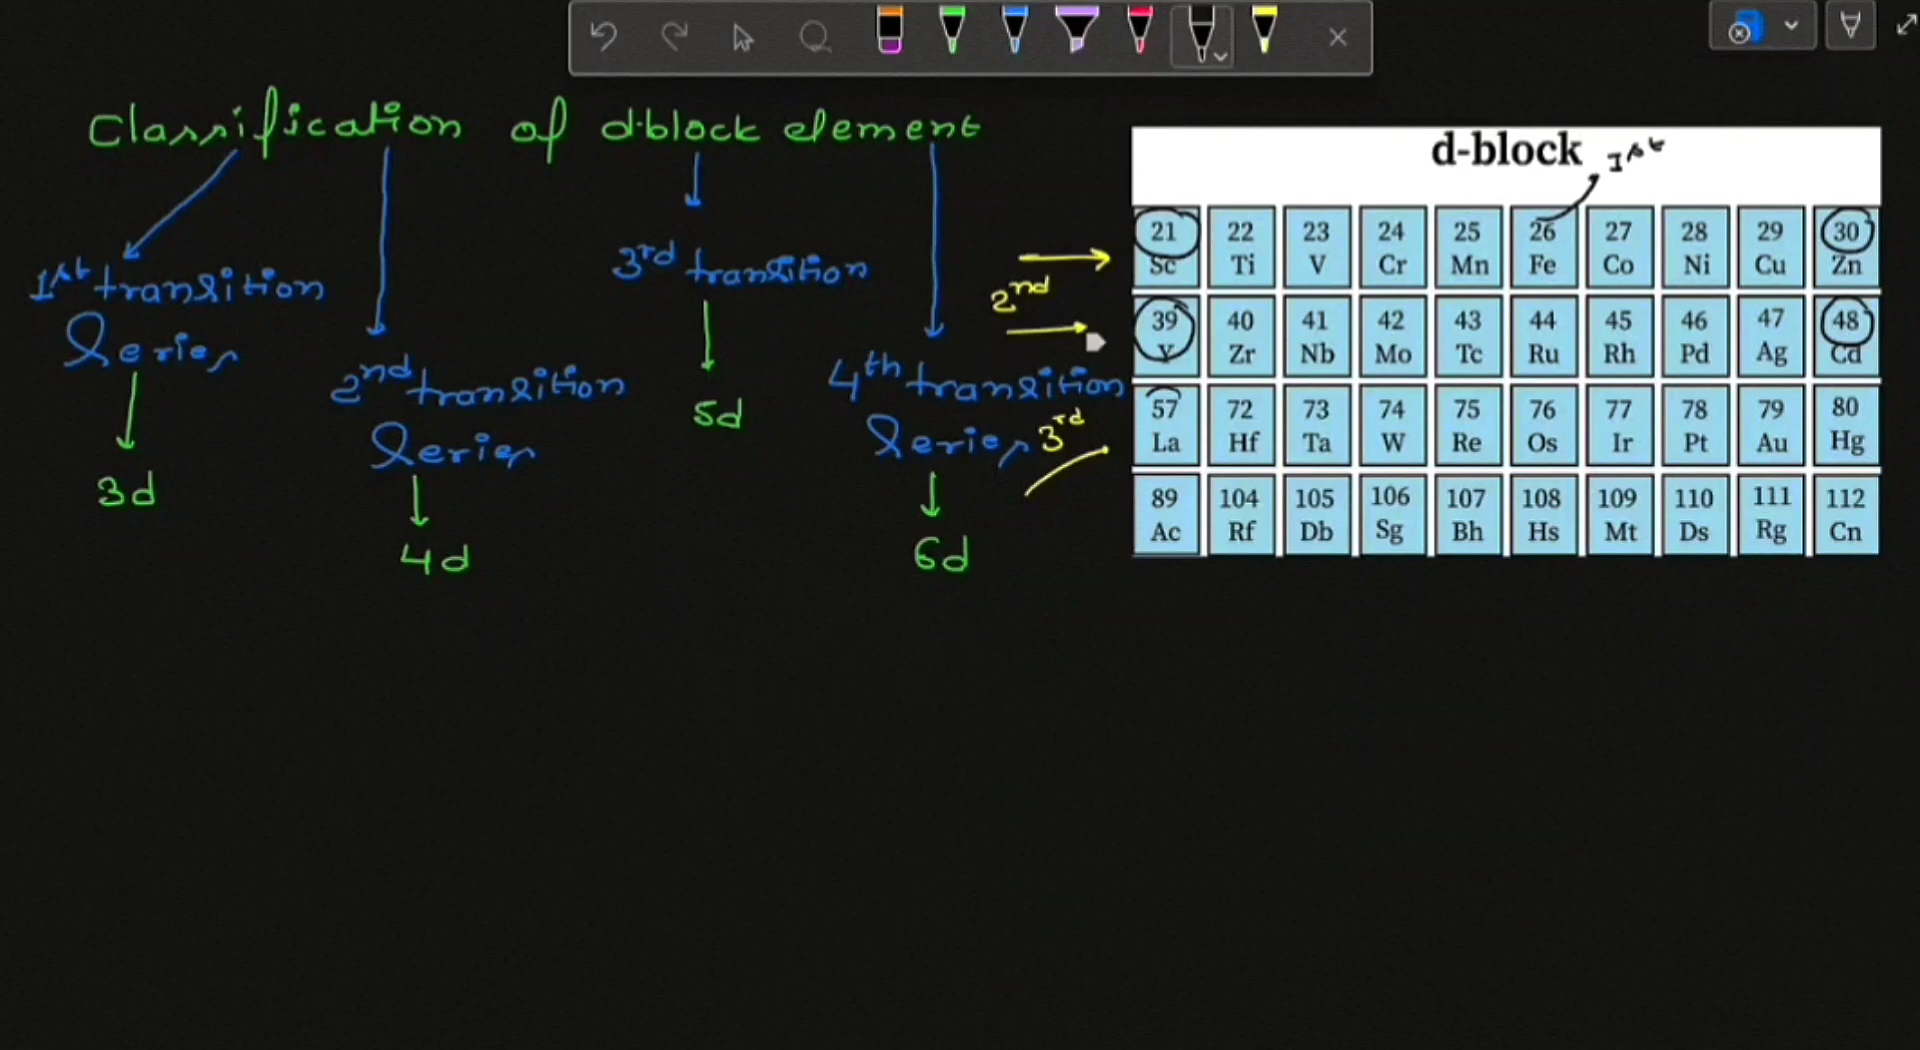 Classification of d-block element
1st transition
Series
3d
2nd transition
Series
4d
3rd transition
5d
4th transition
Series
6d
2nd
3rd
d-block
1st
21 22 23 24 25 26 27 28 29 30
Sc Ti V Cr Mn Fe Co Ni Cu Zn
39 40 41 42 43 44 45 46 47 48
Y Zr Nb Mo Tc Ru Rh Pd Ag Cd
57 72 73 74 75 76 77 78 79 80
La Hf Ta W Re Os Ir Pt Au Hg
89 104 105 106 107 108 109 110 111 112
Ac Rf Db Sg Bh Hs Mt Ds Rg Cn